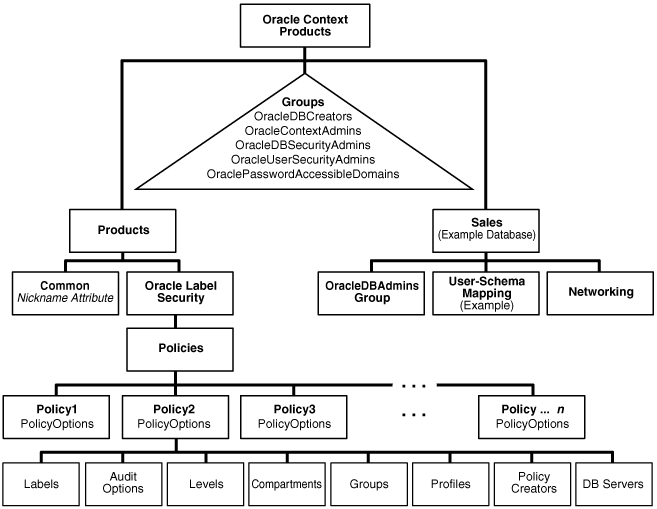 Oracle Context
Products
Groups
OracleDBCreators
OracleContextAdmins
OracleDBSecurityAdmins
OracleUserSecurityAdmins
OraclePasswordAccessibleDomains
Products
Sales
(Example Database)
Common
Nickname Attribute
Oracle Label
Security
OracleDBAdmins
Group
User-Schema
Mapping
(Example)
Networking
Policies
. . .
Policy1
PolicyOptions
Policy2
PolicyOptions
Policy3
PolicyOptions
. . .
Policy ... n
PolicyOptions
Labels
Audit
Options
Levels
Compartments
Groups
Profiles
Policy
Creators
DB Servers